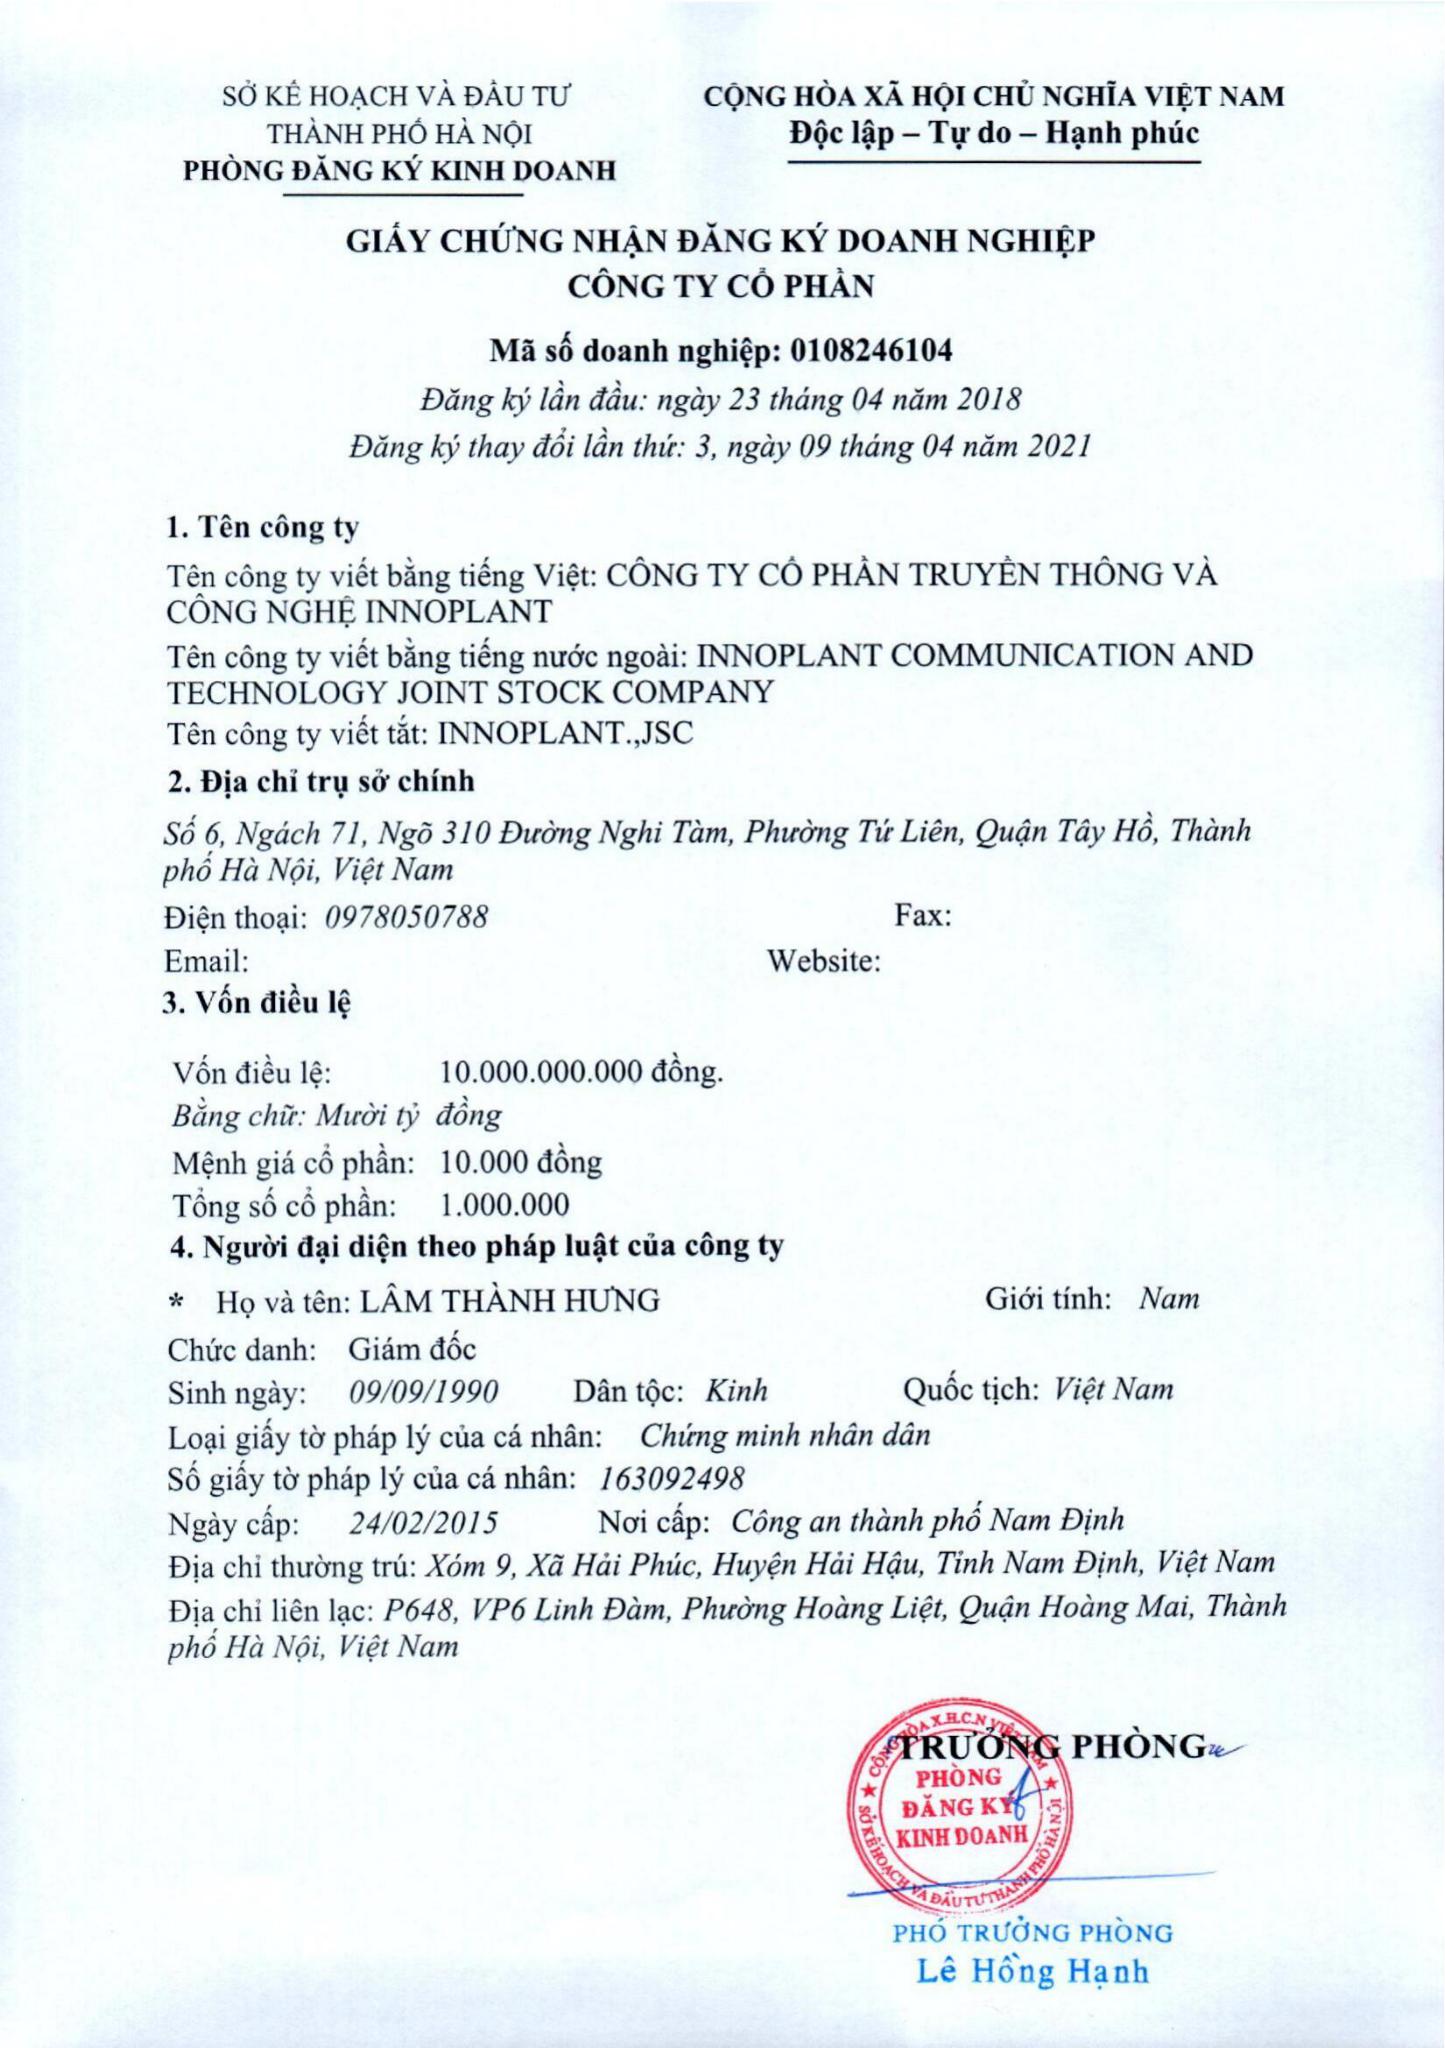 SỞ KẾ HOẠCH VÀ ĐẦU TƯ
THÀNH PHỐ HÀ NỘI
PHÒNG ĐĂNG KÝ KINH DOANH
CỘNG HÒA XÃ HỘI CHỦ NGHĨA VIỆT NAM
Độc lập – Tự do – Hạnh phúc
GIẤY CHỨNG NHẬN ĐĂNG KÝ DOANH NGHIỆP
CÔNG TY CỔ PHẦN
Mã số doanh nghiệp: 0108246104
Đăng ký lần đầu: ngày 23 tháng 04 năm 2018
Đăng ký thay đổi lần thứ: 3, ngày 09 tháng 04 năm 2021
1. Tên công ty
Tên công ty viết bằng tiếng Việt: CÔNG TY CỔ PHẦN TRUYỀN THÔNG VÀ
CÔNG NGHỆ INNOPLANT
Tên công ty viết bằng tiếng nước ngoài: INNOPLANT COMMUNICATION AND
TECHNOLOGY JOINT STOCK COMPANY
Tên công ty viết tắt: INNOPLANT.,JSC
2. Địa chỉ trụ sở chính
Số 6, Ngách 71, Ngõ 310 Đường Nghi Tàm, Phường Tứ Liên, Quận Tây Hồ, Thành
phố Hà Nội, Việt Nam
Điện thoại: 0978050788 Fax:
Email: Website:
3. Vốn điều lệ
Vốn điều lệ: 10.000.000.000 đồng.
Bằng chữ: Mười tỷ đồng
Mệnh giá cổ phần: 10.000 đồng
Tổng số cổ phần: 1.000.000
4. Người đại diện theo pháp luật của công ty
* Họ và tên: LÂM THÀNH HƯNG Giới tính: Nam
Chức danh: Giám đốc
Sinh ngày: 09/09/1990 Dân tộc: Kinh Quốc tịch: Việt Nam
Loại giấy tờ pháp lý của cá nhân: Chứng minh nhân dân
Số giấy tờ pháp lý của cá nhân: 163092498
Ngày cấp: 24/02/2015 Nơi cấp: Công an thành phố Nam Định
Địa chỉ thường trú: Xóm 9, Xã Hải Phúc, Huyện Hải Hậu, Tỉnh Nam Định, Việt Nam
Địa chỉ liên lạc: P648, VP6 Linh Đàm, Phường Hoàng Liệt, Quận Hoàng Mai, Thành
phố Hà Nội, Việt Nam
TRƯỞNG PHÒNG
CỘNG HÒA X.H.C.N VIỆT NAM
PHÒNG
ĐĂNG KÝ
KINH DOANH
SỞ KẾ HOẠCH VÀ ĐẦU TƯ THÀNH PHỐ HÀ NỘI
PHÓ TRƯỞNG PHÒNG
Lê Hồng Hạnh